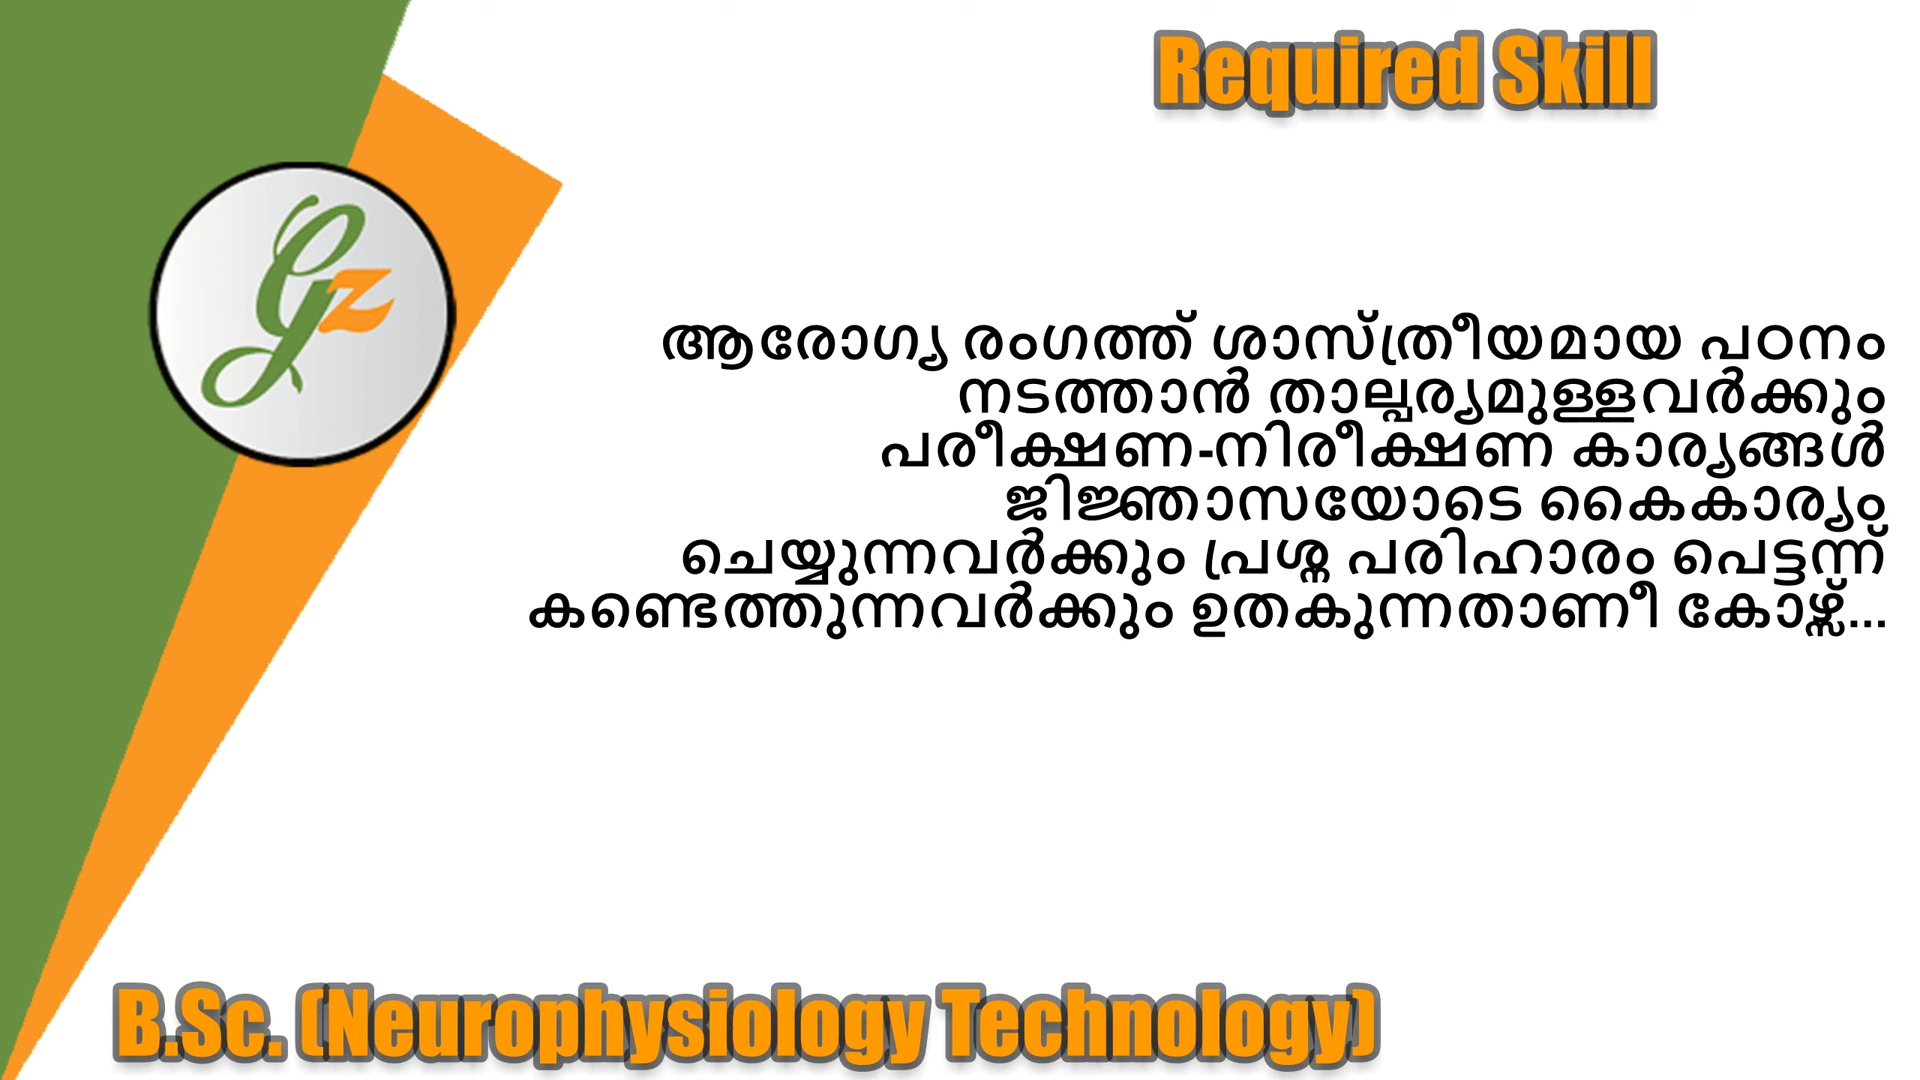 Required Skill
Gz
ആരോഗ്യ രംഗത്ത് ശാസ്ത്രീയമായ പഠനം
നടത്താൻ താല്പര്യമുള്ളവർക്കും
പരീക്ഷണ-നിരീക്ഷണ കാര്യങ്ങൾ
ജിജ്ഞാസയോടെ കൈകാര്യം
ചെയ്യുന്നവർക്കും പ്രശ്ന പരിഹാരം പെട്ടന്ന്
കണ്ടെത്തുന്നവർക്കും ഉതകുന്നതാണീ കോഴ്സ്...
B.Sc. (Neurophysiology Technology)